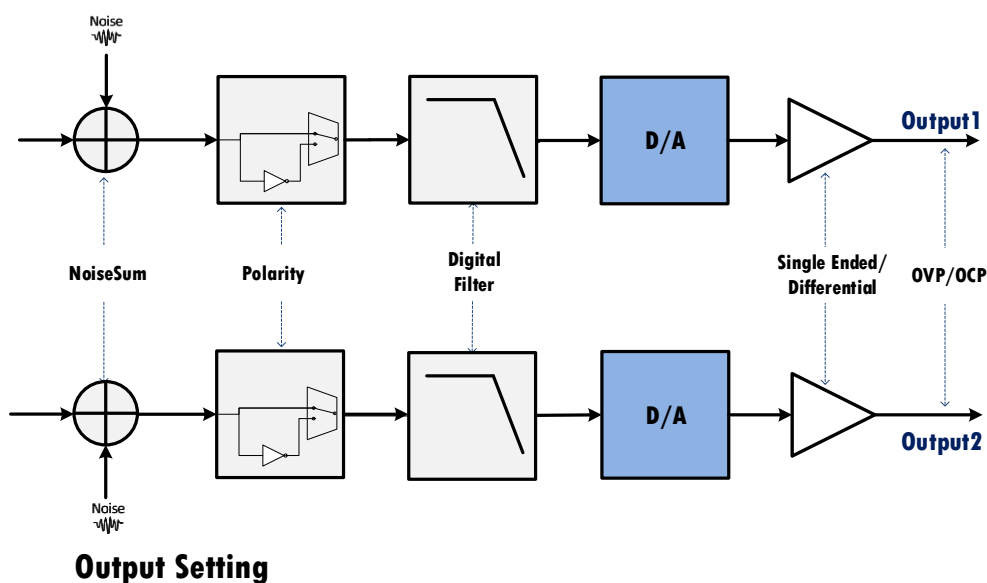 Noise
D/A
Output1
NoiseSum
Polarity
Digital
Filter
Single Ended/
Differential
OVP/OCP
D/A
Output2
Noise
Output Setting